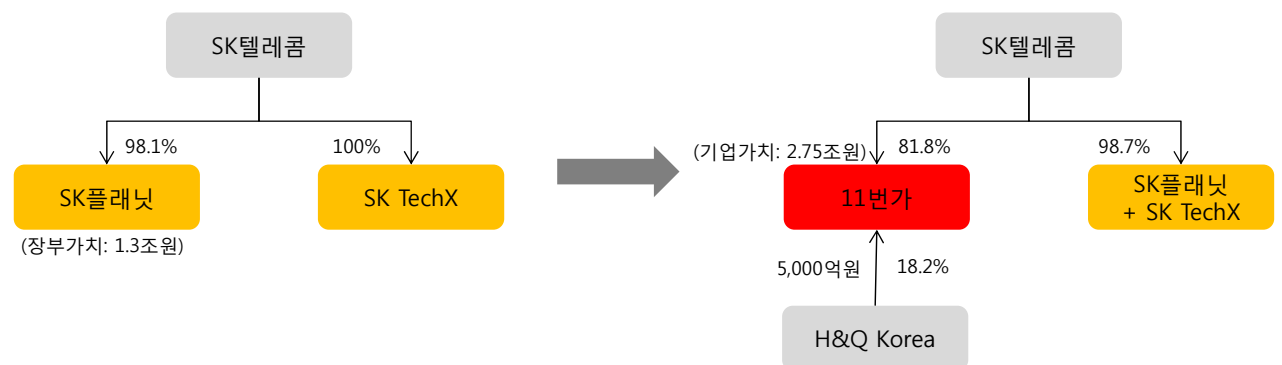 SK텔레콤
98.1%
100%
SK플래닛
SK TechX
(장부가치: 1.3조원)
SK텔레콤
(기업가치: 2.75조원)
81.8%
98.7%
11번가
SK플래닛
+ SK TechX
5,000억원
18.2%
H&Q Korea